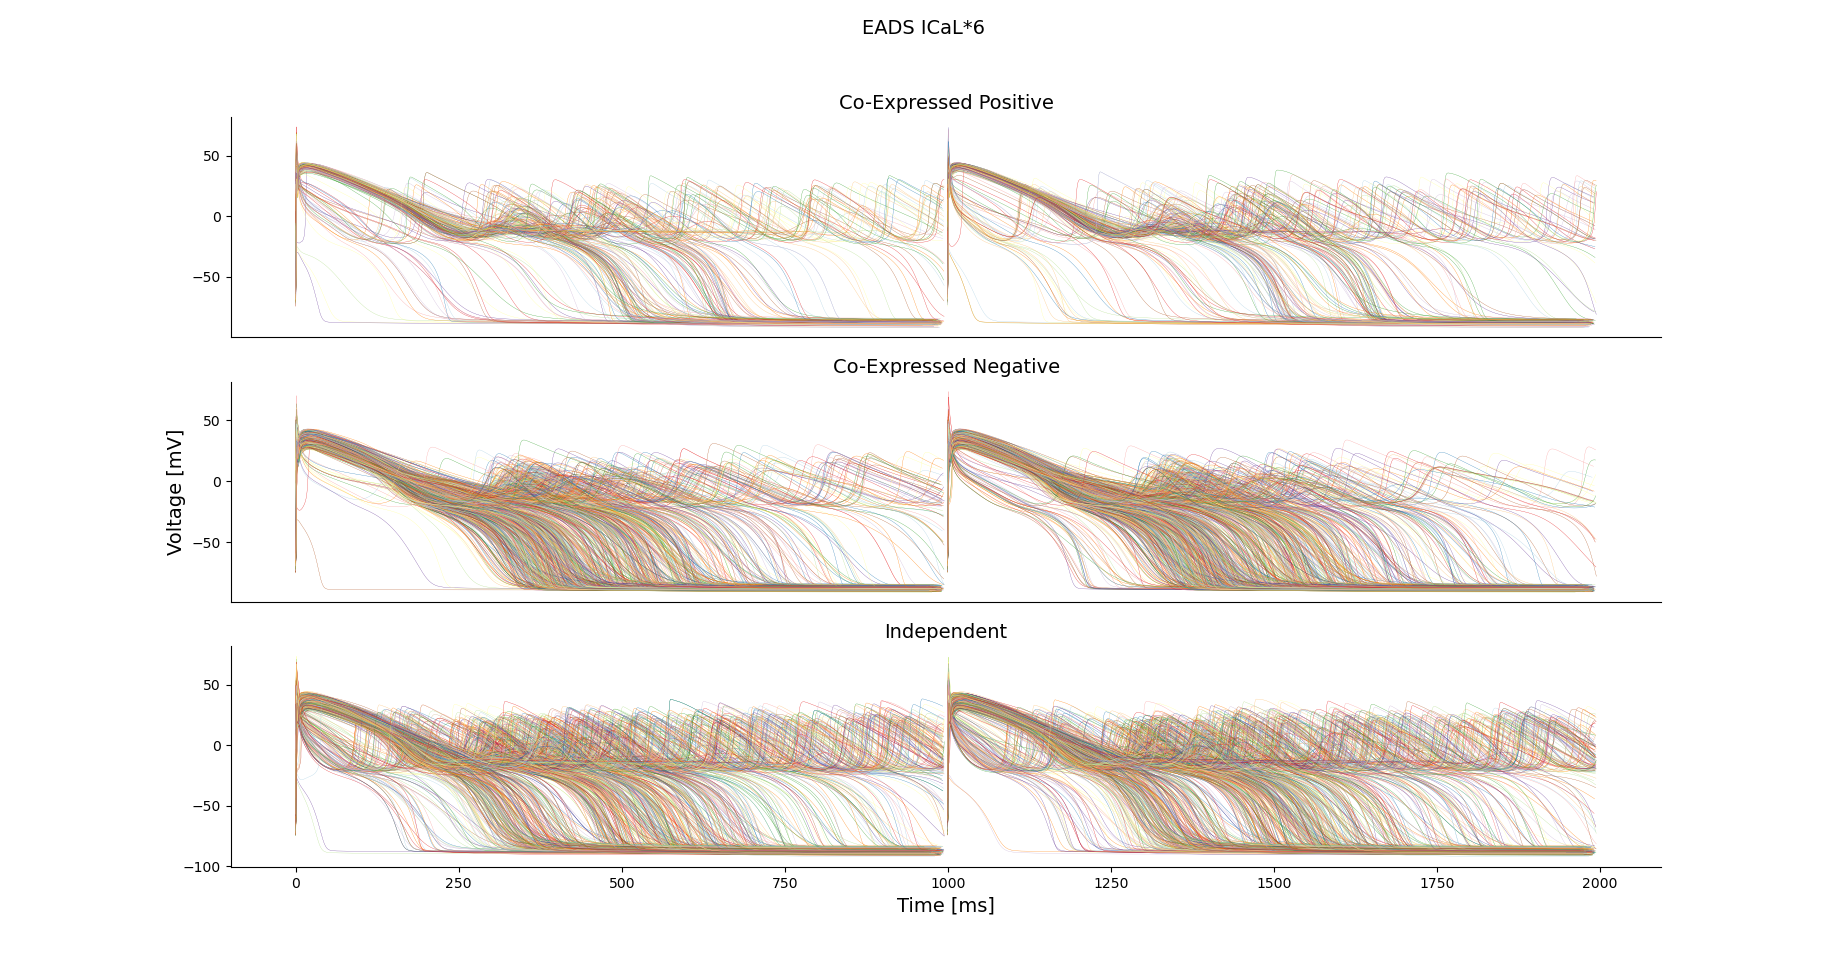 EADS ICaL*6
Co-Expressed Positive
50
0
−50
Co-Expressed Negative
50
0
−50
Voltage [mV]
Independent
50
0
−50
−100
0 250 500 750 1000 1250 1500 1750 2000
Time [ms]